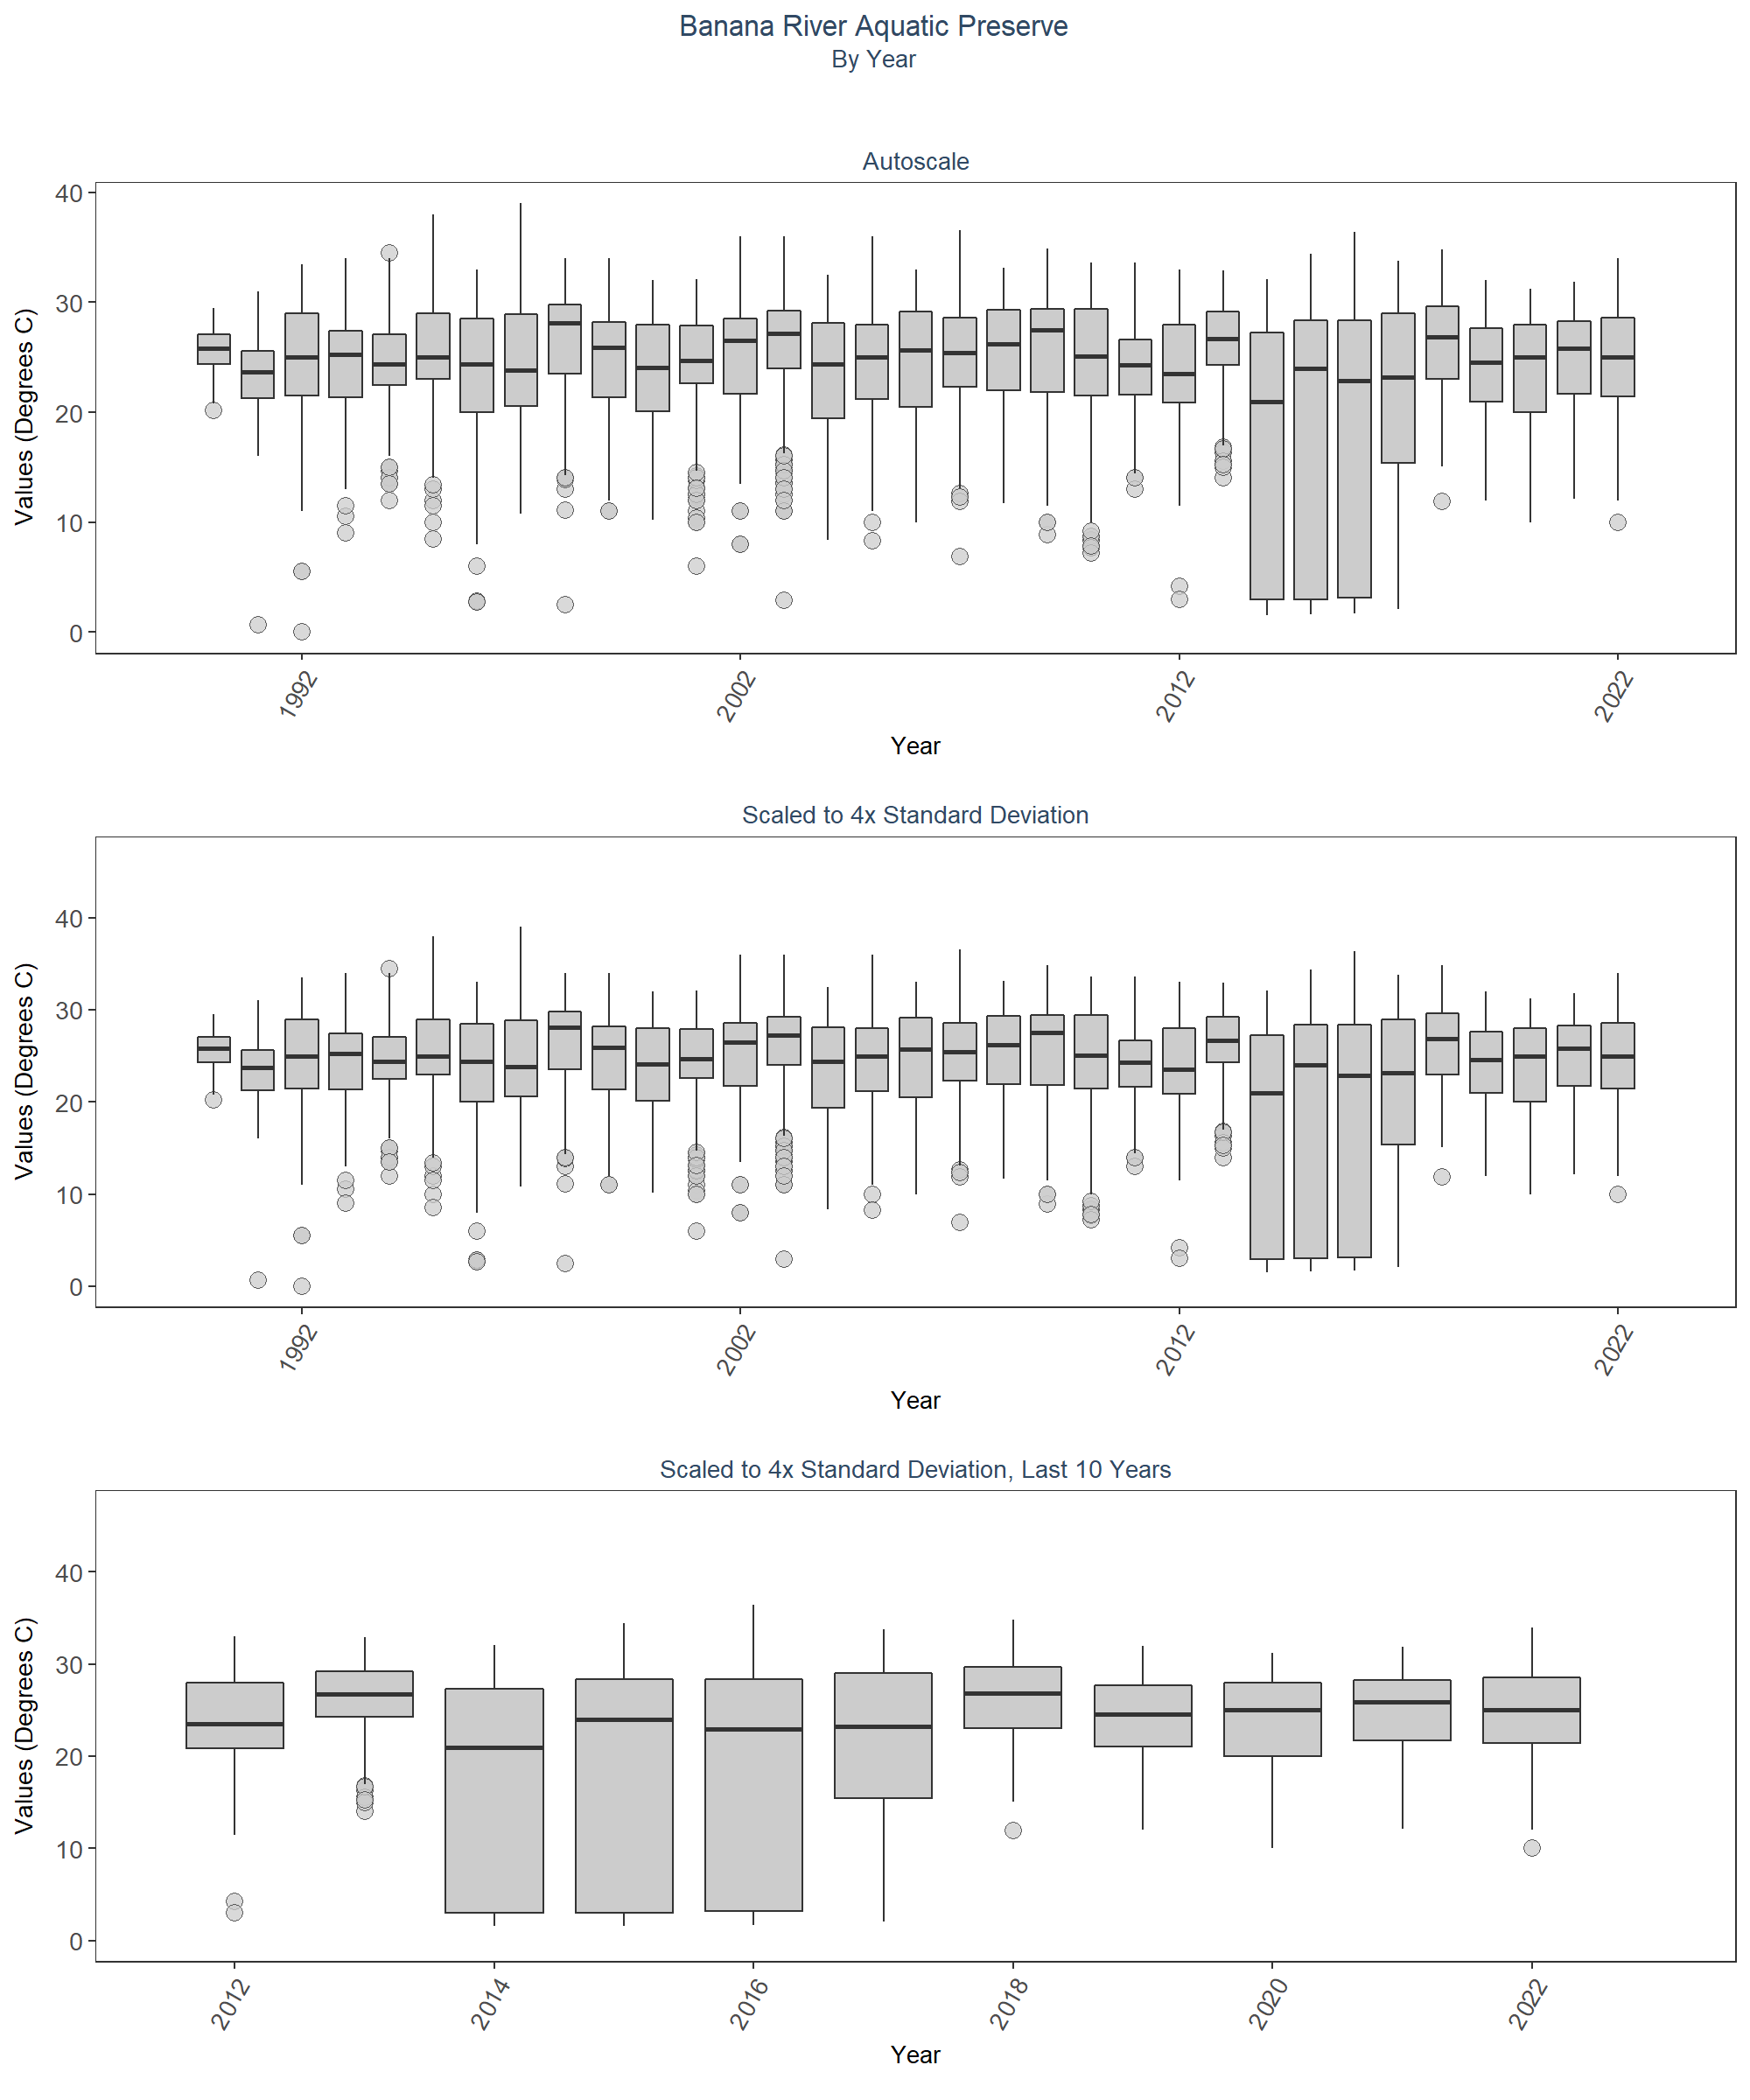 Banana River Aquatic Preserve
By Year
Autoscale
Values (Degrees C)
40
30
20
10
0
1992
2002
2012
2022
Year
Scaled to 4x Standard Deviation
Values (Degrees C)
40
30
20
10
0
1992
2002
2012
2022
Year
Scaled to 4x Standard Deviation, Last 10 Years
Values (Degrees C)
40
30
20
10
0
2012
2014
2016
2018
2020
2022
Year